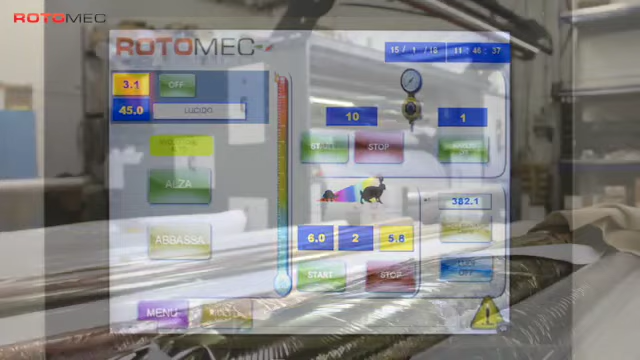 ROTOMEC
ROTOMEC
15 / 1 / 18 11 : 46 : 37
3.1 OFF
45.0 LUCIDO
10 1
START STOP
ALZA
382.1
ABBASSA
6.0 2 5.8
START STOP
OFF
MENU